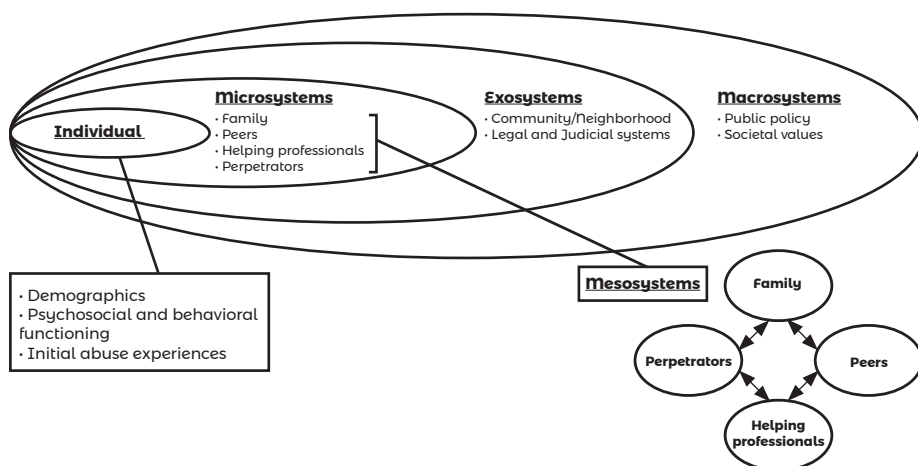 Individual
Microsystems
· Family
· Peers
· Helping professionals
· Perpetrators
Exosystems
· Community/Neighborhood
· Legal and Judicial systems
Macrosystems
· Public policy
· Societal values
· Demographics
· Psychosocial and behavioral
functioning
· Initial abuse experiences
Mesosystems
Family
Perpetrators
Peers
Helping
professionals